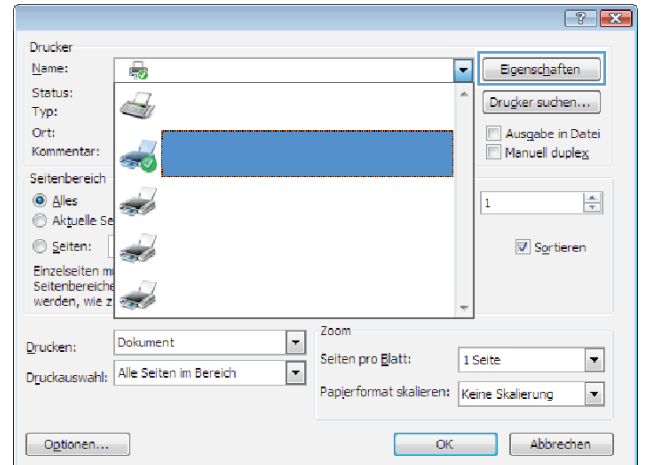 Drucker
Name:
Eigenschaften
Status:
Drucker suchen...
Typ:
Ort:
Ausgabe in Datei
Kommentar:
Manuell duplex
Seitenbereich
Alles
1
Aktuelle Se
Seiten:
Sortieren
Einzelseiten m
Seitenbereiche
werden, wie z
Zoom
Drucken:
Dokument
Seiten pro Blatt:
1 Seite
Druckauswahl:
Alle Seiten im Bereich
Papierformat skalieren:
Keine Skalierung
Optionen...
OK
Abbrechen